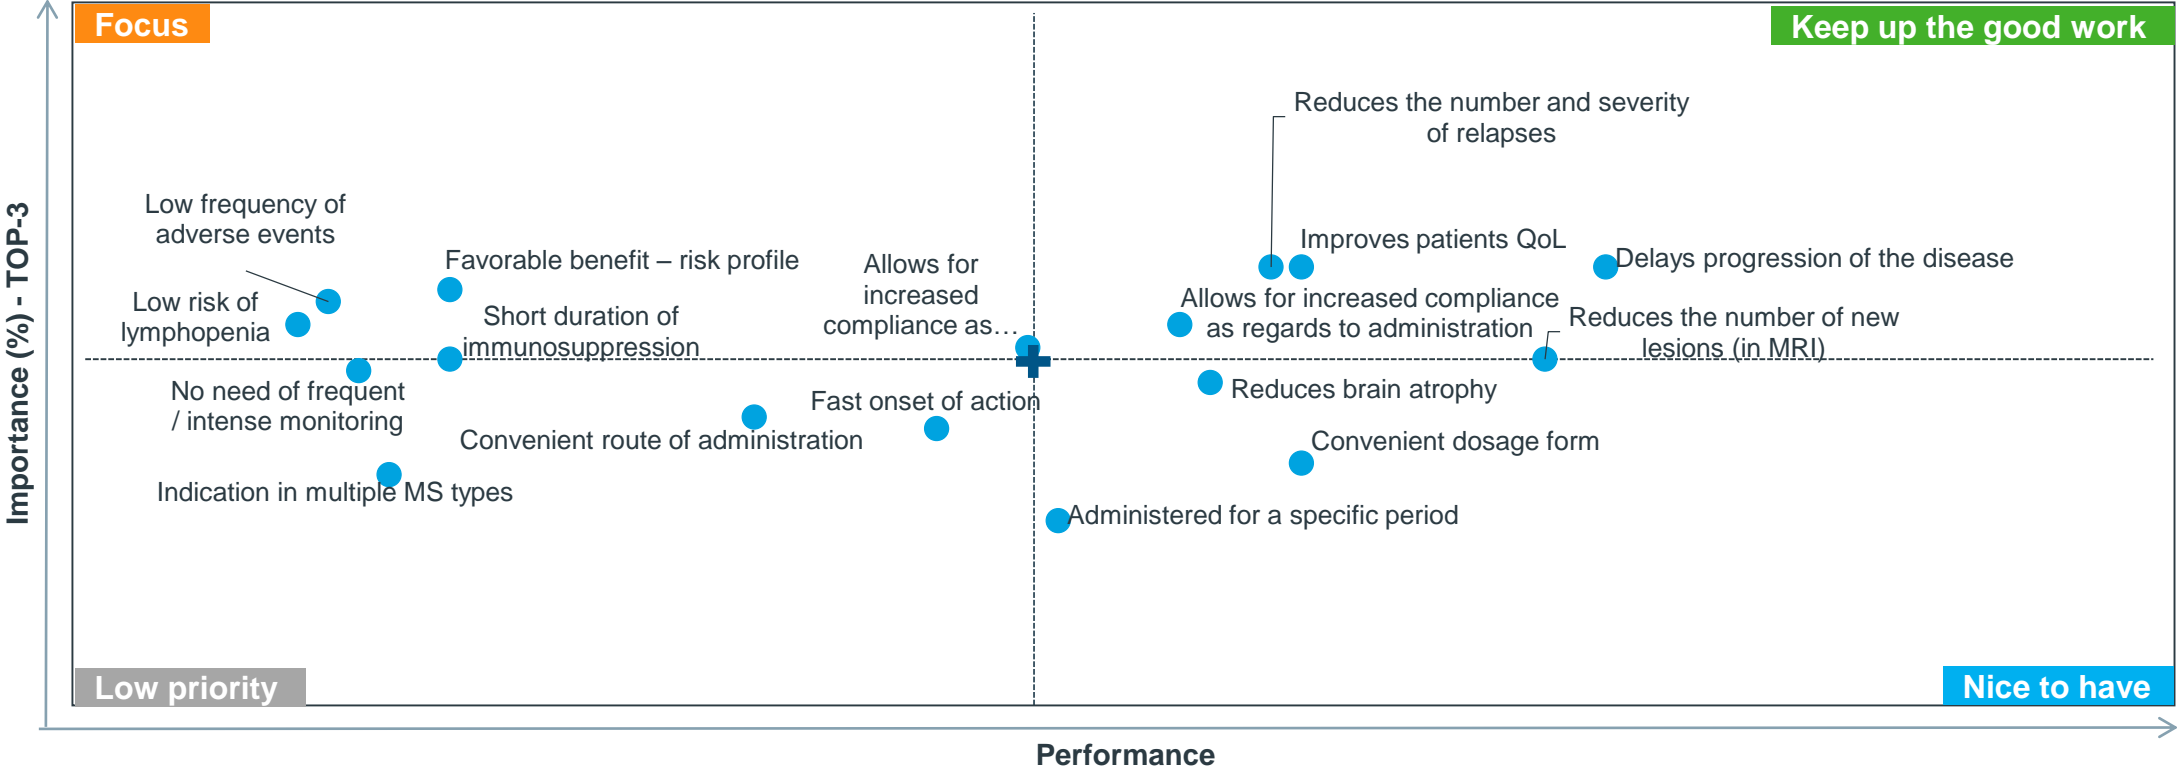 Focus
Keep up the good work
Reduces the number and severity
of relapses
Low frequency of
adverse events
Improves patients QoL
Favorable benefit – risk profile
Allows for
increased
compliance as…
Delays progression of the disease
Low risk of
lymphopenia
Short duration of
immunosuppression
Allows for increased compliance
as regards to administration
Reduces the number of new
lesions (in MRI)
No need of frequent
/ intense monitoring
Fast onset of action
Reduces brain atrophy
Convenient route of administration
Convenient dosage form
Indication in multiple MS types
Administered for a specific period
Low priority
Nice to have
Importance (%) - TOP-3
Performance